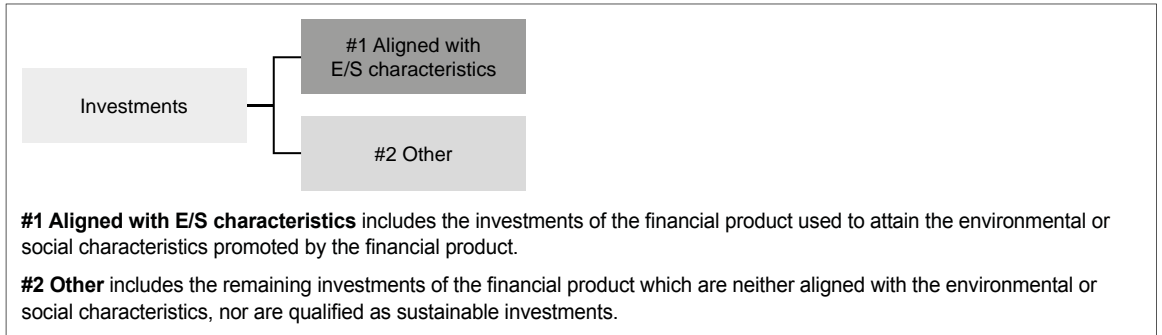 #1 Aligned with
E/S characteristics
Investments
#2 Other
#1 Aligned with E/S characteristics includes the investments of the financial product used to attain the environmental or
social characteristics promoted by the financial product.
#2 Other includes the remaining investments of the financial product which are neither aligned with the environmental or
social characteristics, nor are qualified as sustainable investments.